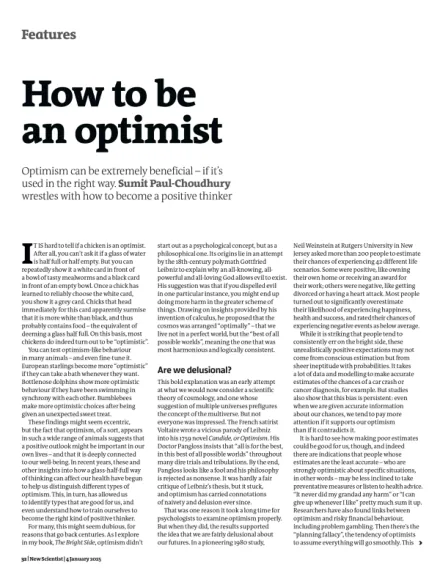 Features
How to be
an optimist
Optimism can be extremely beneficial – if it's
used in the right way. Sumit Paul-Choudhury
wrestles with how to become a positive thinker
IT IS hard to tell if a chicken is an optimist.
After all, you can't ask it if a glass of water
is half full or half empty. But you can
repeatedly show it a white card in front of
a bowl of tasty mealworms and a black card
in front of an empty bowl. Once a chick has
learned to reliably choose the white card,
you show it a grey card. Chicks that head
immediately for this card apparently surmise
that it is more white than black, and thus
probably contains food – the equivalent of
deeming a glass half full. On this basis, most
chickens do indeed turn out to be "optimistic".
You can test optimism-like behaviour
in many animals – and even fine tune it.
European starlings become more "optimistic"
if they can take a bath whenever they want.
Bottlenose dolphins show more optimistic
behaviour if they have been swimming in
synchrony with each other. Bumblebees
make more optimistic choices after being
given an unexpected sweet treat.
These findings might seem eccentric,
but the fact that optimism, of a sort, appears
in such a wide range of animals suggests that
a positive outlook might be important in our
own lives – and that it is deeply connected
to our well-being. In recent years, these and
other insights into how a glass-half-full way
of thinking can affect our health have begun
to help us distinguish different types of
optimism. This, in turn, has allowed us
to identify types that are good for us, and
even understand how to train ourselves to
become the right kind of positive thinker.
For many, this might seem dubious, for
reasons that go back centuries. As I explore
in my book, The Bright Side, optimism didn't
start out as a psychological concept, but as a
philosophical one. Its origins lie in an attempt
by the 18th-century polymath Gottfried
Leibniz to explain why an all-knowing, all-
powerful and all-loving God allows evil to exist.
His suggestion was that if you dispelled evil
in one particular instance, you might end up
doing more harm in the greater scheme of
things. Drawing on insights provided by his
invention of calculus, he proposed that the
cosmos was arranged "optimally" – that we
live not in a perfect world, but the "best of all
possible worlds", meaning the one that was
most harmonious and logically consistent.
Are we delusional?
This bold explanation was an early attempt
at what we would now consider a scientific
theory of cosmology, and one whose
suggestion of multiple universes prefigures
the concept of the multiverse. But not
everyone was impressed. The French satirist
Voltaire wrote a vicious parody of Leibniz
into his 1759 novel Candide, or Optimism. His
Doctor Pangloss insists that "all is for the best,
in this best of all possible worlds" throughout
many dire trials and tribulations. By the end,
Pangloss looks like a fool and his philosophy
is rejected as nonsense. It was hardly a fair
critique of Leibniz's thesis, but it stuck,
and optimism has carried connotations
of naivety and delusion ever since.
That was one reason it took a long time for
psychologists to examine optimism properly.
But when they did, the results supported
the idea that we are fairly delusional about
our futures. In a pioneering 1980 study,
Neil Weinstein at Rutgers University in New
Jersey asked more than 200 people to estimate
their chances of experiencing 42 different life
scenarios. Some were positive, like owning
their own home or receiving an award for
their work; others were negative, like getting
divorced or having a heart attack. Most people
turned out to significantly overestimate
their likelihood of experiencing happiness,
health and success, and rated their chances of
experiencing negative events as below average.
While it is striking that people tend to
consistently err on the bright side, these
unrealistically positive expectations may not
come from conscious estimation but from
sheer ineptitude with probabilities. It takes
a lot of data and modelling to make accurate
estimates of the chances of a car crash or
cancer diagnosis, for example. But studies
also show that this bias is persistent: even
when we are given accurate information
about our chances, we tend to pay more
attention if it supports our optimism
than if it contradicts it.
It is hard to see how making poor estimates
could be good for us, though, and indeed
there are indications that people whose
estimates are the least accurate – who are
strongly optimistic about specific situations,
in other words – may be less inclined to take
preventative measures or listen to health advice.
"It never did my grandad any harm" or "I can
give up whenever I like" pretty much sum it up.
Researchers have also found links between
optimism and risky financial behaviour,
including problem gambling. Then there's the
"planning fallacy", the tendency of optimists
to assume everything will go smoothly. This
52 | New Scientist | 4 January 2025